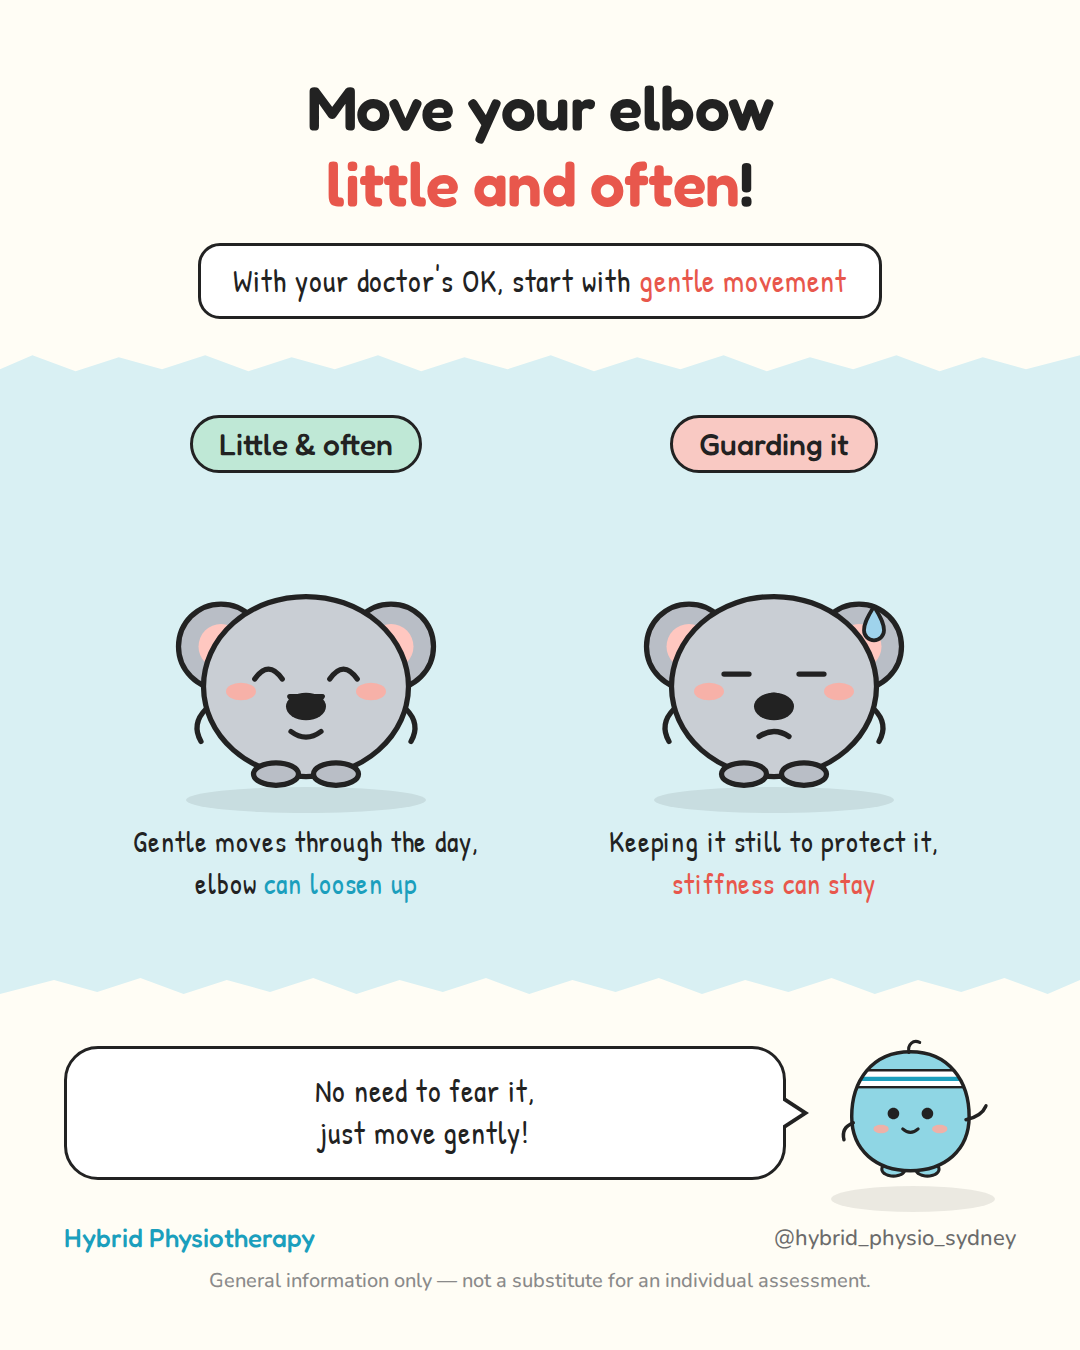 Move your elbow
little and often!
With your doctor's OK, start with gentle movement
Little & often
Guarding it
Gentle moves through the day,
elbow can loosen up
Keeping it still to protect it,
stiffness can stay
No need to fear it,
just move gently!
Hybrid Physiotherapy
@hybrid_physio_sydney
General information only — not a substitute for an individual assessment.